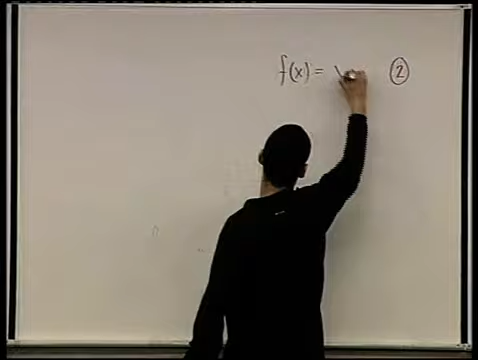 f(x) = ②